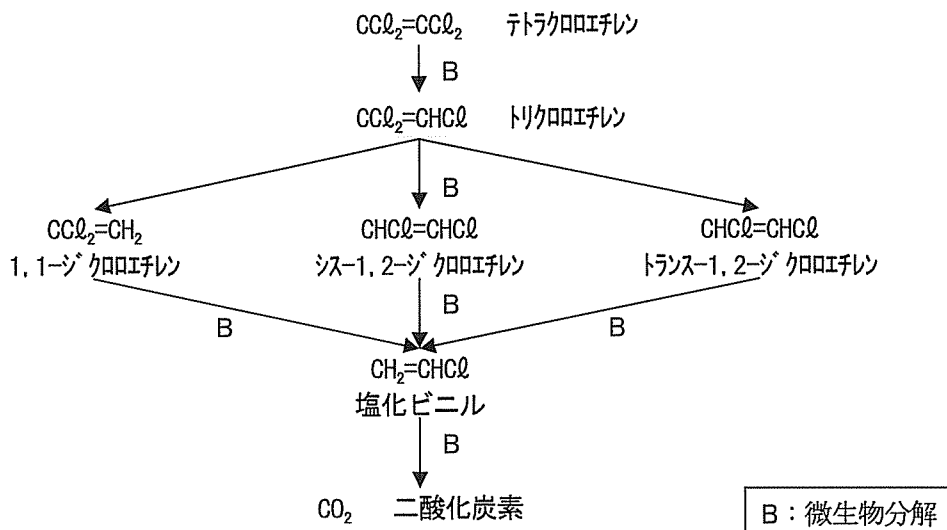 CCℓ₂=CCℓ₂ テトラクロロエチレン
B
CCℓ₂=CHCℓ トリクロロエチレン
B
CCℓ₂=CH₂ CHCℓ=CHCℓ CHCℓ=CHCℓ
1,1-ジクロロエチレン シス-1,2-ジクロロエチレン トランス-1,2-ジクロロエチレン
B B B
CH₂=CHCℓ
塩化ビニル
B
CO₂ 二酸化炭素
B:微生物分解